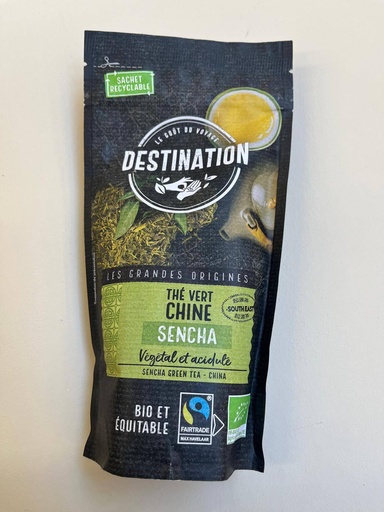 SACHET
RECYCLABLE
LE GOÛT DU VOYAGE
DESTINATION
LES GRANDES ORIGINES
THÉ VERT
CHINE
SOUTH EAST
SENCHA
Végétal et acidulé
SENCHA GREEN TEA - CHINA
BIO ET
ÉQUITABLE
FAIRTRADE
MAX HAVELAAR